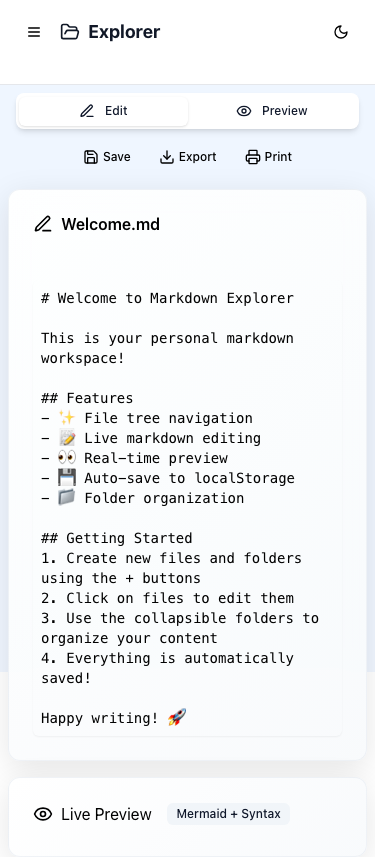 Explorer
Edit
Preview
Save
Export
Print
Welcome.md
# Welcome to Markdown Explorer
This is your personal markdown
workspace!
## Features
- ✨ File tree navigation
- 📝 Live markdown editing
- 👀 Real-time preview
- 💾 Auto-save to localStorage
- 📁 Folder organization
## Getting Started
1. Create new files and folders
using the + buttons
2. Click on files to edit them
3. Use the collapsible folders to
organize your content
4. Everything is automatically
saved!
Happy writing! 🚀
Live Preview
Mermaid + Syntax